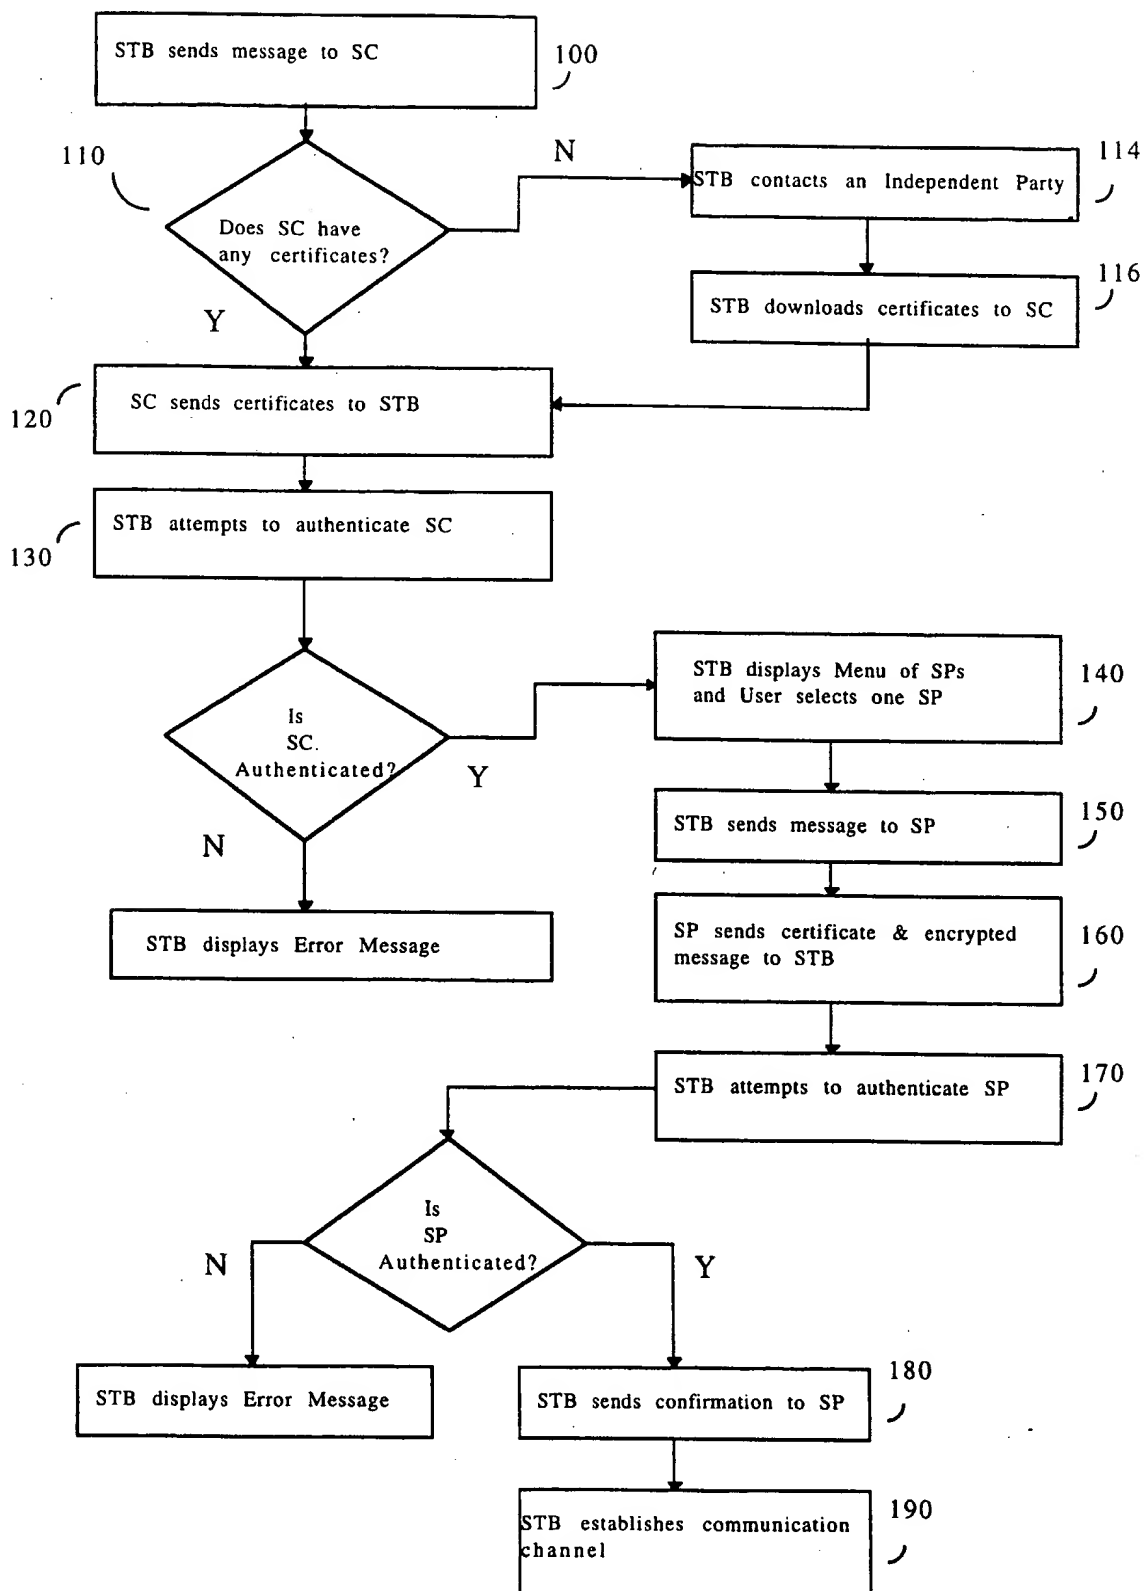 STB sends message to SC
100
110
N
114
STB contacts an Independent Party
Does SC have
any certificates?
116
STB downloads certificates to SC
Y
120
SC sends certificates to STB
STB attempts to authenticate SC
130
STB displays Menu of SPs
and User selects one SP
140
Is
SC.
Authenticated?
Y
N
STB sends message to SP
150
STB displays Error Message
SP sends certificate & encrypted
message to STB
160
STB attempts to authenticate SP
170
Is
SP
Authenticated?
N
Y
STB displays Error Message
STB sends confirmation to SP
180
STB establishes communication
channel
190